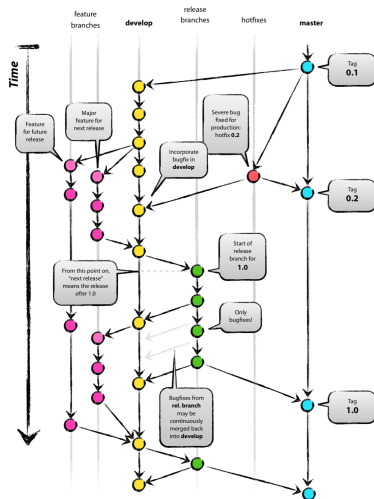 feature
branches
develop
release
branches
hotfixes
master
Time
Tag
0.1
Feature
for future
release
Major
feature for
next release
Severe bug
fixed for
production:
hotfix 0.2
Incorporate
bugfix in
develop
Tag
0.2
Start of
release
branch for
1.0
From this point on,
"next release"
means the release
after 1.0
Only
bugfixes!
Bugfixes from
rel. branch
may be
continuously
merged back
into develop
Tag
1.0